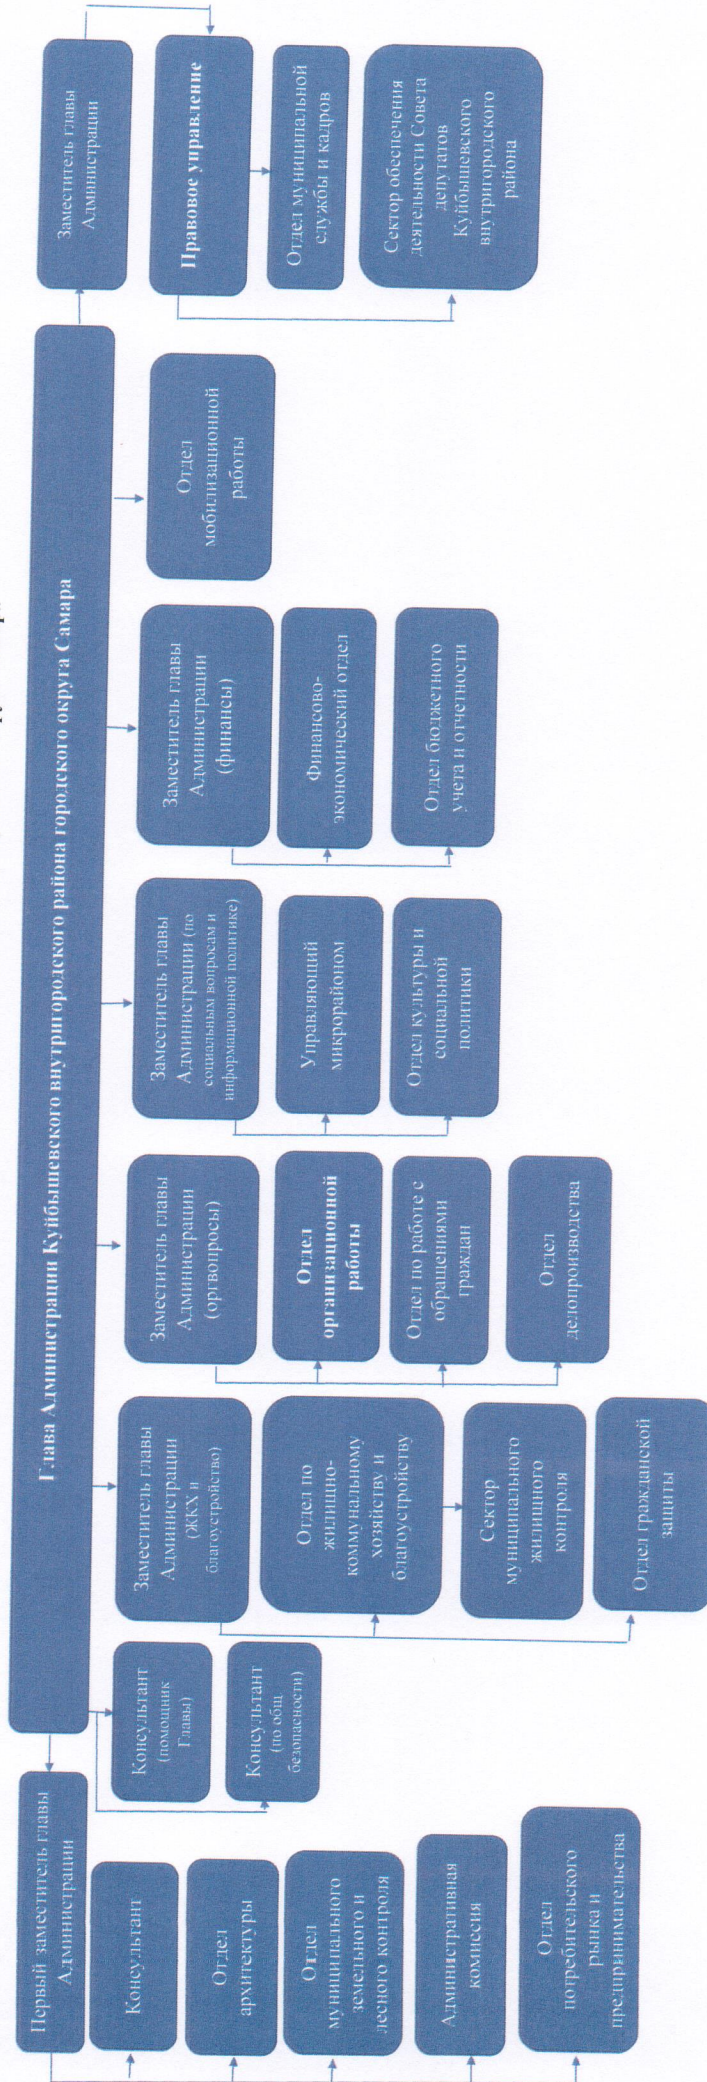 Глава Администрации Куйбышевского внутригородского района городского округа Самара
Первый заместитель главы
Администрации
Консультант
Отдел
архитектуры
Отдел
муниципального
земельного и
лесного контроля
Административная
комиссия
Отдел
потребительского
рынка и
предпринимательства
Консультант
(помощник
Главы)
Консультант
(по общ
безопасности)
Заместитель главы
Администрации
(ЖКХ и
благоустройство)
Отдел по
жилищно-
коммунальному
хозяйству и
благоустройству
Сектор
муниципального
жилищного
контроля
Отдел гражданской
защиты
Заместитель главы
Администрации
(оргвопросы)
Отдел
организационной
работы
Отдел по работе с
обращениями
граждан
Отдел
делопроизводства
Заместитель главы
Администрации (по
социальным вопросам и
информационной политике)
Управляющий
микрорайоном
Отдел культуры и
социальной
политики
Заместитель главы
Администрации
(финансы)
Финансово-
экономический отдел
Отдел бюджетного
учета и отчетности
Отдел
мобилизационной
работы
Заместитель главы
Администрации
Правовое управление
Отдел муниципальной
службы и кадров
Сектор обеспечения
деятельности Совета
депутатов
Куйбышевского
внутригородского
района